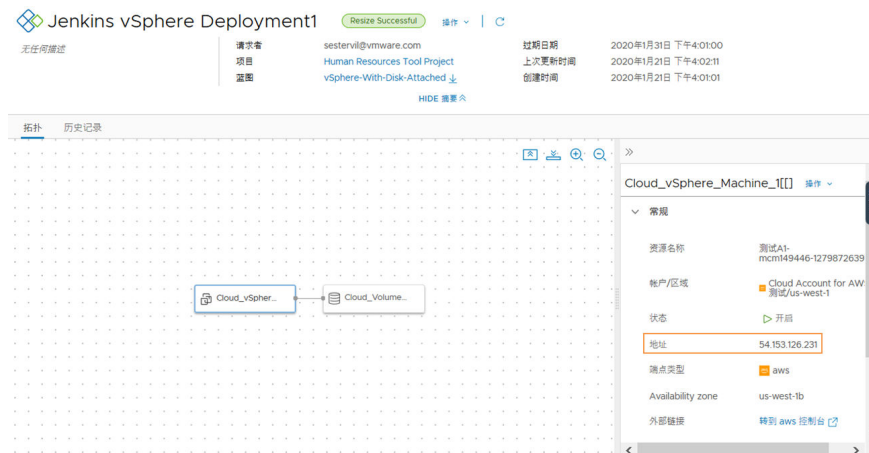 Jenkins vSphere Deployment1
Resize Successful
操作
无任何描述
请求者 sestervil@vmware.com 过期日期 2020年1月31日 下午4:01:00
项目 Human Resources Tool Project 上次更新时间 2020年1月21日 下午4:02:11
蓝图 vSphere-With-Disk-Attached 创建时间 2020年1月21日 下午4:01:01
HIDE 摘要
拓扑 历史记录
Cloud_vSpher... Cloud_Volume...
Cloud_vSphere_Machine_1[[] 操作
常规
资源名称 测试A1-
mcm149446-1279872639
帐户/区域 Cloud Account for AW
测试/us-west-1
状态 开启
地址 54.153.126.231
端点类型 aws
Availability zone us-west-1b
外部链接 转到 aws 控制台